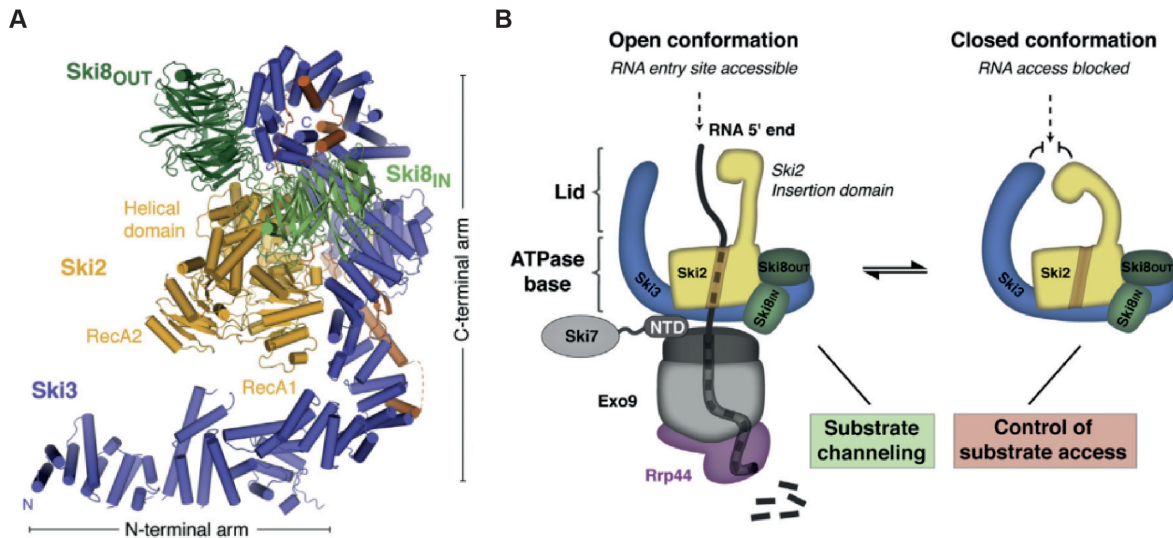 A
Ski8OUT
C
Ski8IN
Helical
domain
Ski2
RecA2
RecA1
Ski3
N
N-terminal arm
C-terminal arm
B
Open conformation
RNA entry site accessible
RNA 5' end
Ski2
Insertion domain
Lid
ATPase
base
Ski2
Ski8OUT
Ski3
Ski8IN
Ski7
NTD
Exo9
Rrp44
Substrate
channeling
Closed conformation
RNA access blocked
Ski2
Ski8OUT
Ski3
Ski8IN
Control of
substrate access